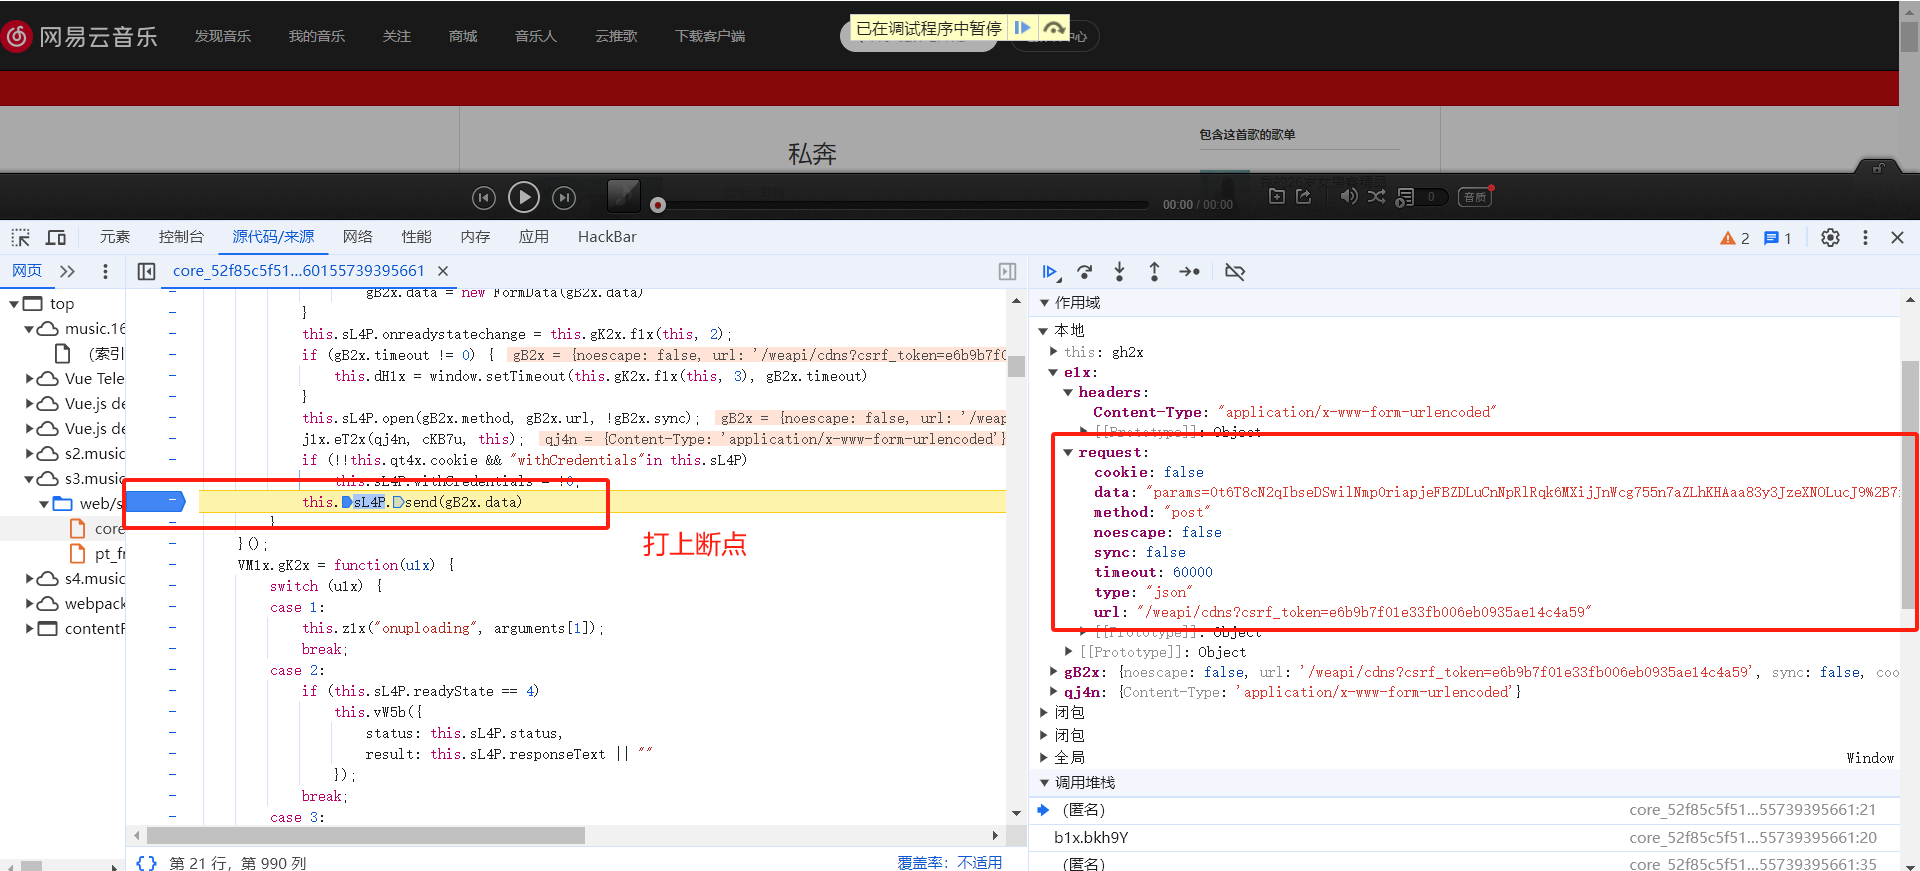 网易云音乐 发现音乐 我的音乐 关注 商城 音乐人 云推歌 下载客户端
已在调试程序中暂停
心
私奔
包含这首歌的歌单
00:00 / 00:00
0
音质
元素 控制台 源代码/来源 网络 性能 内存 应用 HackBar
2 1
网页
core_52f85c5f51...60155739395661
top
music.16
(索引
Vue Tele
Vue.js de
Vue.js de
s2.music
s3.music
web/s
core
pt_fr
s4.music
webpack
contentF
gB2x.data = new FormData(gB2x.data)
}
this.sL4P.onreadystatechange = this.gK2x.f1x(this, 2);
if (gB2x.timeout != 0) { gB2x = {noescape: false, url: '/weapi/cdns?csrf_token=e6b9b7f0
this.dH1x = window.setTimeout(this.gK2x.f1x(this, 3), gB2x.timeout)
}
this.sL4P.open(gB2x.method, gB2x.url, !gB2x.sync); gB2x = {noescape: false, url: '/weap
j1x.eT2x(qj4n, cKB7u, this); qj4n = {Content-Type: 'application/x-www-form-urlencoded'}
if (!!this.qt4x.cookie && "withCredentials"in this.sL4P)
this.sL4P.withCredentials = !0;
this.sL4P.send(gB2x.data)
}
}();
打上断点
VM1x.gK2x = function(u1x) {
switch (u1x) {
case 1:
this.z1x("onuploading", arguments[1]);
break;
case 2:
if (this.sL4P.readyState == 4)
this.vW5b({
status: this.sL4P.status,
result: this.sL4P.responseText || ""
});
break;
case 3:
第 21 行，第 990 列
覆盖率：不适用
作用域
本地
this: gh2x
e1x:
headers:
Content-Type: "application/x-www-form-urlencoded"
[[Prototype]]: Object
request:
cookie: false
data: "params=0t6T8cN2qIbseDSwilNmpOriapjeFBZDLuCnNpRlRqk6MXijJnWcg755n7aZLhKHAaa83y3JzeXNOLucJ9%2B7
method: "post"
noescape: false
sync: false
timeout: 60000
type: "json"
url: "/weapi/cdns?csrf_token=e6b9b7f01e33fb006eb0935ae14c4a59"
[[Prototype]]: Object
[[Prototype]]: Object
gB2x: {noescape: false, url: '/weapi/cdns?csrf_token=e6b9b7f01e33fb006eb0935ae14c4a59', sync: false, coo
qj4n: {Content-Type: 'application/x-www-form-urlencoded'}
闭包
闭包
全局 Window
调用堆栈
(匿名) core_52f85c5f51...55739395661:21
b1x.bkh9Y core_52f85c5f51...55739395661:20
(匿名) core_52f85c5f51...55739395661:35